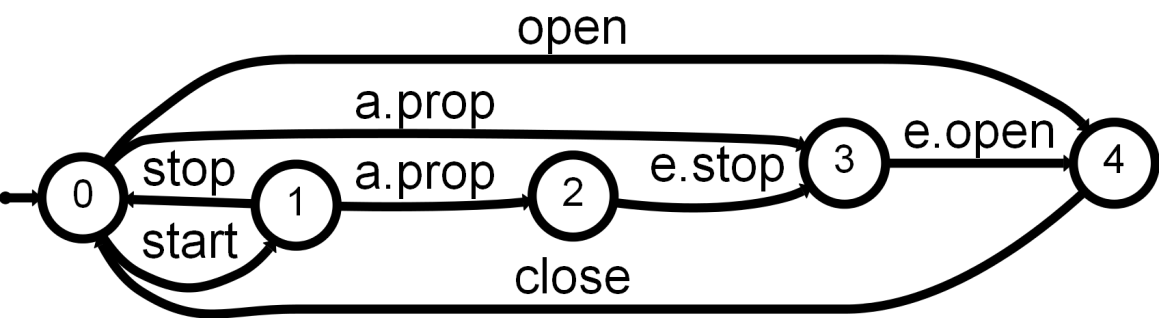 open
a.prop
e.open
stop
a.prop
e.stop
3
4
0
1
2
start
close